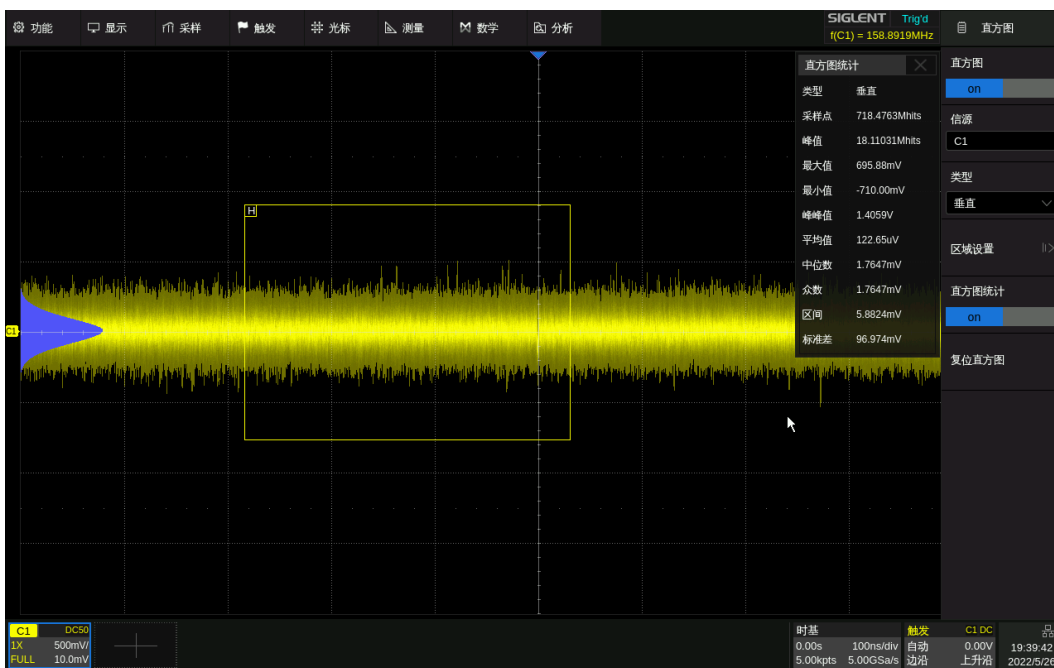 功能 显示 采样 触发 光标 测量 数学 分析
SIGLENT Trig'd
f(C1) = 158.8919MHz
直方图
直方图统计
类型 垂直
采样点 718.4763Mhits
峰值 18.11031Mhits
最大值 695.88mV
最小值 -710.00mV
峰峰值 1.4059V
平均值 122.65uV
中位数 1.7647mV
众数 1.7647mV
区间 5.8824mV
标准差 96.974mV
直方图
on
信源
C1
类型
垂直
区域设置
直方图统计
on
复位直方图
H
C1
C1 DC50
1X 500mV/
FULL 10.0mV
时基
0.00s 100ns/div
5.00kpts 5.00GSa/s
触发 C1 DC
自动 0.00V
边沿 上升沿
19:39:42
2022/5/26